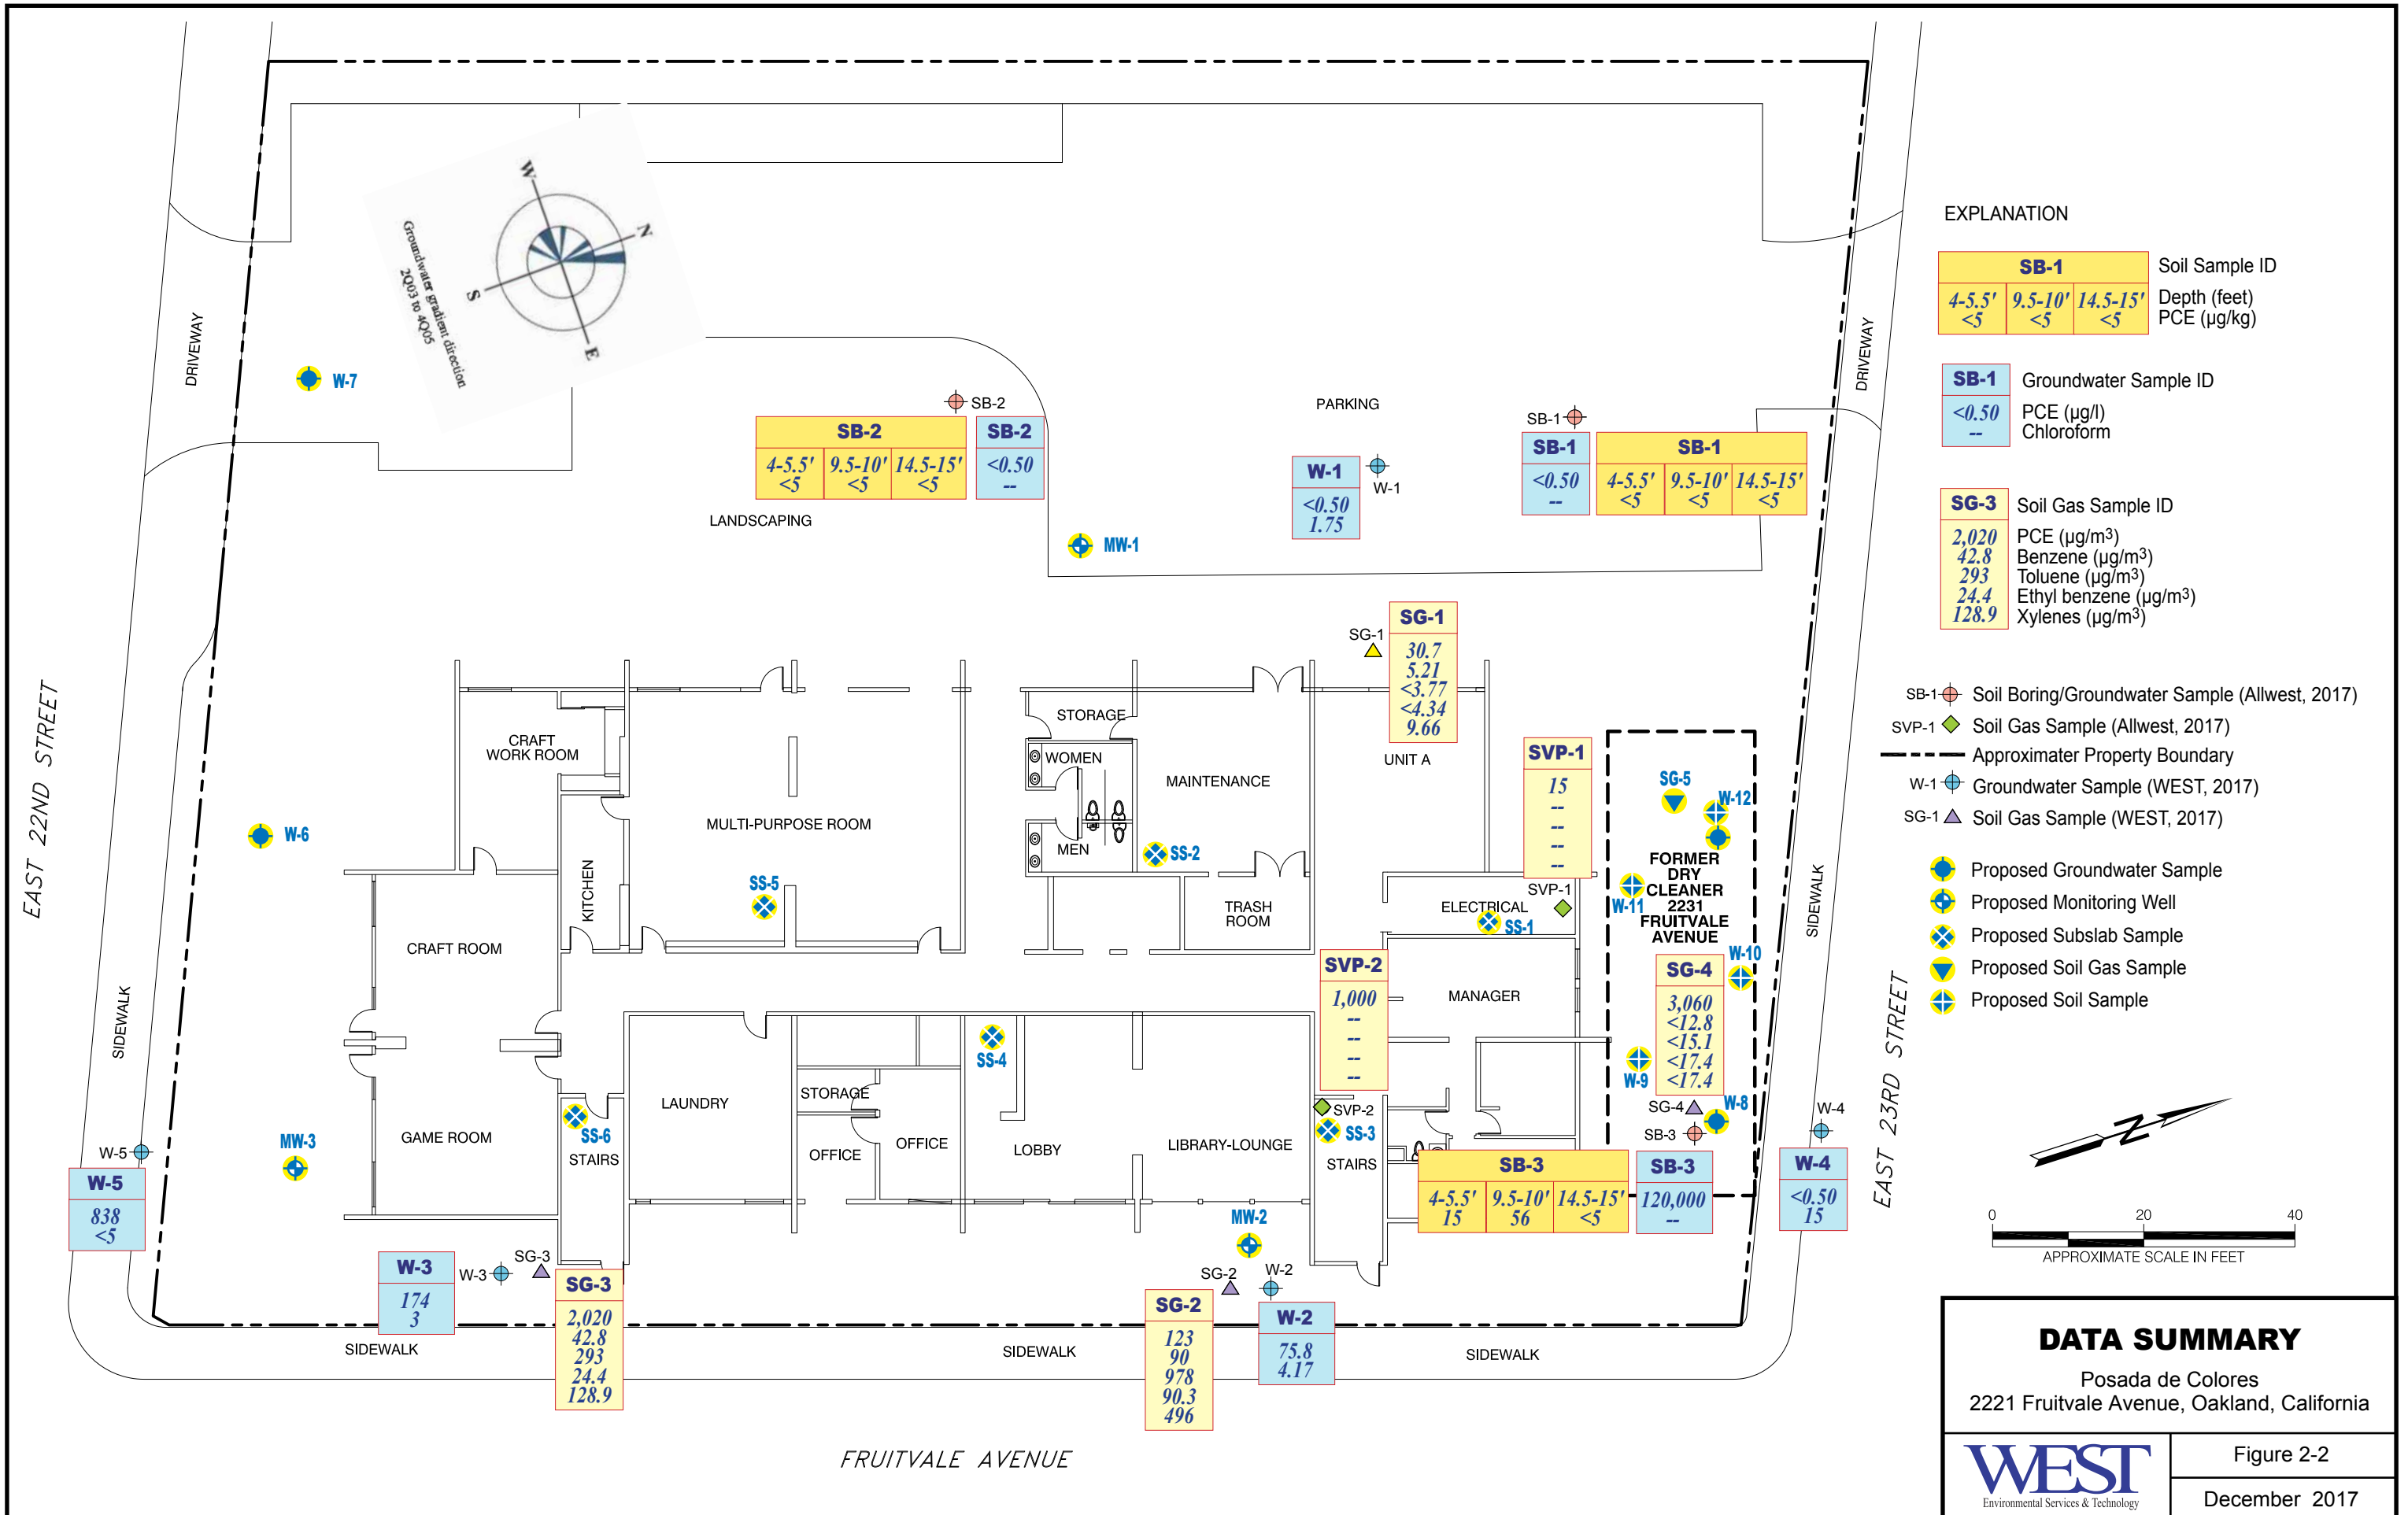 W
N
S
E
Groundwater gradient direction
2Q03 to 4Q05
DRIVEWAY
W-7
SB-2
SB-2
4-5.5' 9.5-10' 14.5-15'
<5 <5 <5
SB-2
<0.50
--
LANDSCAPING
MW-1
PARKING
W-1
<0.50
1.75
W-1
SB-1
SB-1
<0.50
--
SB-1
4-5.5' 9.5-10' 14.5-15'
<5 <5 <5
DRIVEWAY
EXPLANATION
SB-1 Soil Sample ID
4-5.5' 9.5-10' 14.5-15' Depth (feet)
<5 <5 <5 PCE (µg/kg)
SB-1 Groundwater Sample ID
<0.50 PCE (µg/l)
-- Chloroform
SG-3 Soil Gas Sample ID
2,020 PCE (µg/m3)
42.8 Benzene (µg/m3)
293 Toluene (µg/m3)
24.4 Ethyl benzene (µg/m3)
128.9 Xylenes (µg/m3)
SB-1 Soil Boring/Groundwater Sample (Allwest, 2017)
SVP-1 Soil Gas Sample (Allwest, 2017)
Approximater Property Boundary
W-1 Groundwater Sample (WEST, 2017)
SG-1 Soil Gas Sample (WEST, 2017)
Proposed Groundwater Sample
Proposed Monitoring Well
Proposed Subslab Sample
Proposed Soil Gas Sample
Proposed Soil Sample
SG-1
SG-1
30.7
5.21
<3.77
<4.34
9.66
EAST 22ND STREET
SIDEWALK
W-6
CRAFT
WORK ROOM
KITCHEN
MULTI-PURPOSE ROOM
SS-5
STORAGE
WOMEN
MEN
MAINTENANCE
SS-2
TRASH
ROOM
UNIT A
SVP-1
15
--
--
--
--
SVP-1
ELECTRICAL
SS-1
SG-5
W-12
FORMER
DRY
CLEANER
2231
FRUITVALE
AVENUE
W-11
W-10
SIDEWALK
EAST 23RD STREET
CRAFT ROOM
GAME ROOM
SVP-2
1,000
--
--
--
--
SVP-2
SS-3
MANAGER
SG-4
3,060
<12.8
<15.1
<17.4
<17.4
W-9
SG-4
W-8
SB-3
W-4
W-4
<0.50
15
SB-3
4-5.5' 9.5-10' 14.5-15'
15 56 <5
SB-3
120,000
--
SS-4
LAUNDRY
STORAGE
OFFICE
OFFICE
LOBBY
LIBRARY-LOUNGE
STAIRS
SS-6
STAIRS
MW-3
W-5
W-5
838
<5
W-3
174
3
W-3
SG-3
SG-3
2,020
42.8
293
24.4
128.9
MW-2
SG-2
W-2
SG-2
123
90
978
90.3
496
W-2
75.8
4.17
SIDEWALK
SIDEWALK
SIDEWALK
FRUITVALE AVENUE
N
0 20 40
APPROXIMATE SCALE IN FEET
DATA SUMMARY
Posada de Colores
2221 Fruitvale Avenue, Oakland, California
WEST
Environmental Services & Technology
Figure 2-2
December 2017